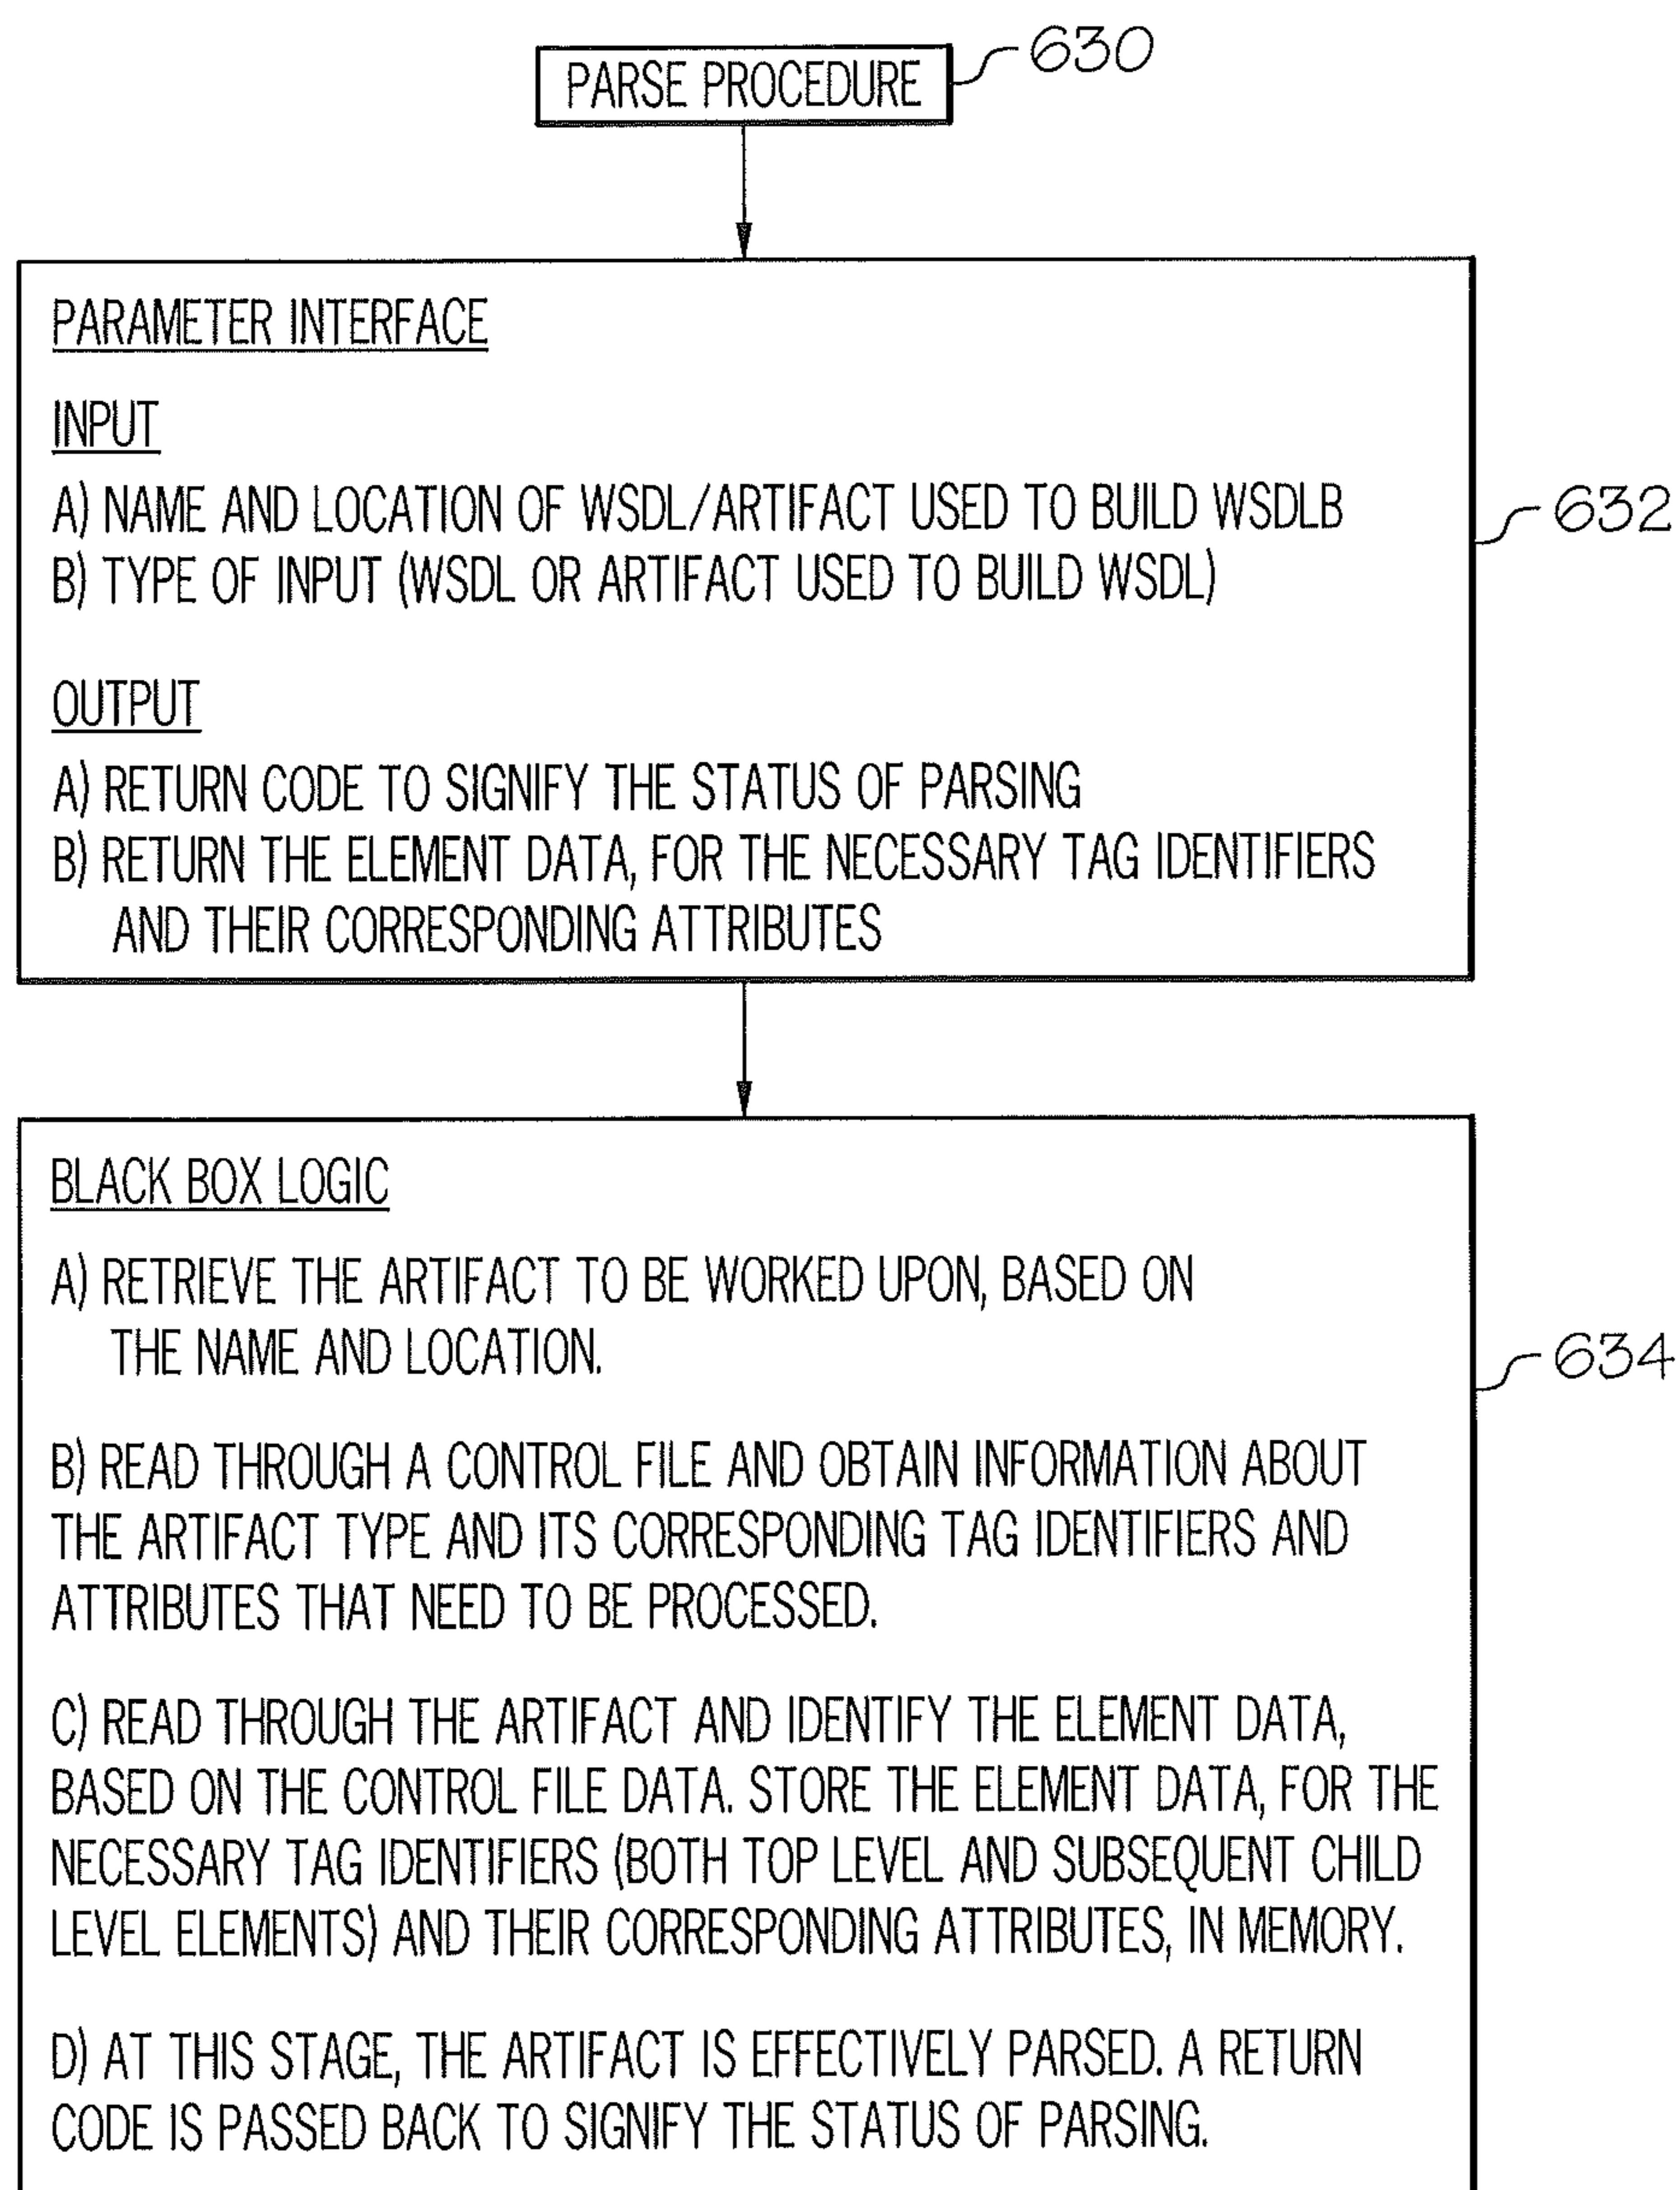 PARSE PROCEDURE
630
PARAMETER INTERFACE
INPUT
A) NAME AND LOCATION OF WSDL/ARTIFACT USED TO BUILD WSDLB
B) TYPE OF INPUT (WSDL OR ARTIFACT USED TO BUILD WSDL)
632
OUTPUT
A) RETURN CODE TO SIGNIFY THE STATUS OF PARSING
B) RETURN THE ELEMENT DATA, FOR THE NECESSARY TAG IDENTIFIERS
AND THEIR CORRESPONDING ATTRIBUTES
BLACK BOX LOGIC
A) RETRIEVE THE ARTIFACT TO BE WORKED UPON, BASED ON
THE NAME AND LOCATION.
634
B) READ THROUGH A CONTROL FILE AND OBTAIN INFORMATION ABOUT
THE ARTIFACT TYPE AND ITS CORRESPONDING TAG IDENTIFIERS AND
ATTRIBUTES THAT NEED TO BE PROCESSED.
C) READ THROUGH THE ARTIFACT AND IDENTIFY THE ELEMENT DATA,
BASED ON THE CONTROL FILE DATA. STORE THE ELEMENT DATA, FOR THE
NECESSARY TAG IDENTIFIERS (BOTH TOP LEVEL AND SUBSEQUENT CHILD
LEVEL ELEMENTS) AND THEIR CORRESPONDING ATTRIBUTES, IN MEMORY.
D) AT THIS STAGE, THE ARTIFACT IS EFFECTIVELY PARSED. A RETURN
CODE IS PASSED BACK TO SIGNIFY THE STATUS OF PARSING.